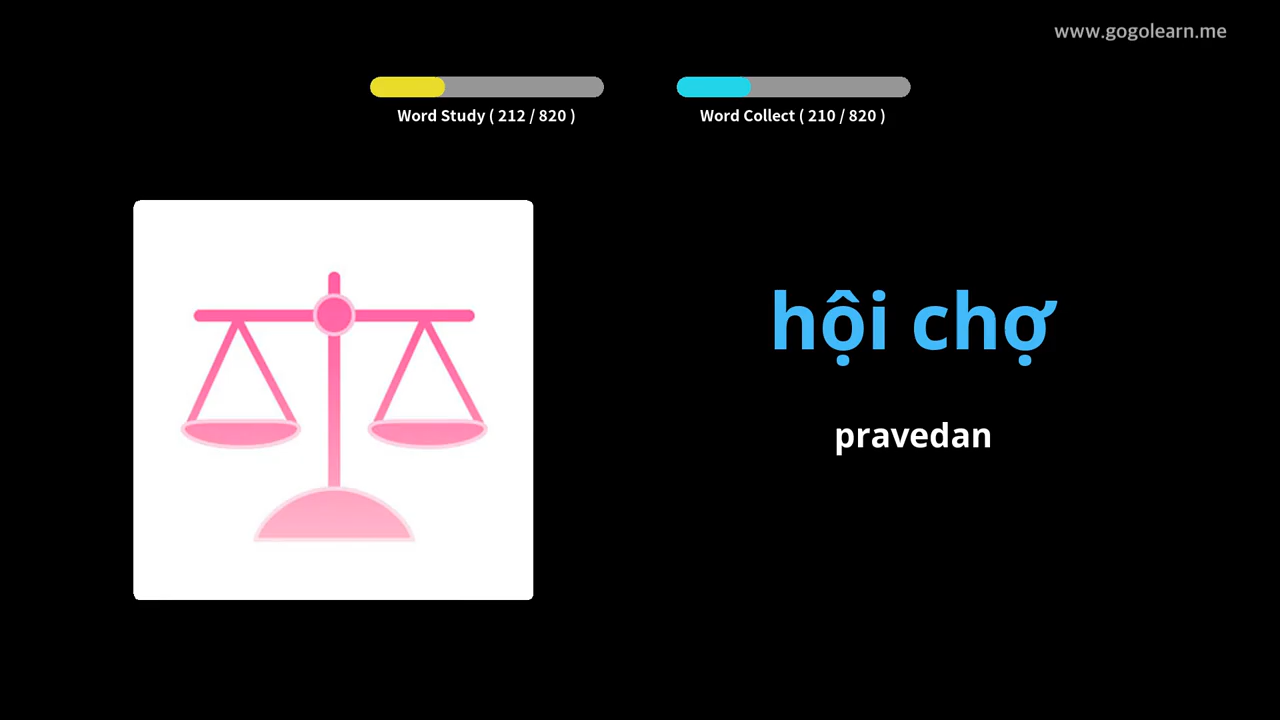 www.gogolearn.me
Word Study ( 212 / 820 )
Word Collect ( 210 / 820 )
hội chợ
pravedan